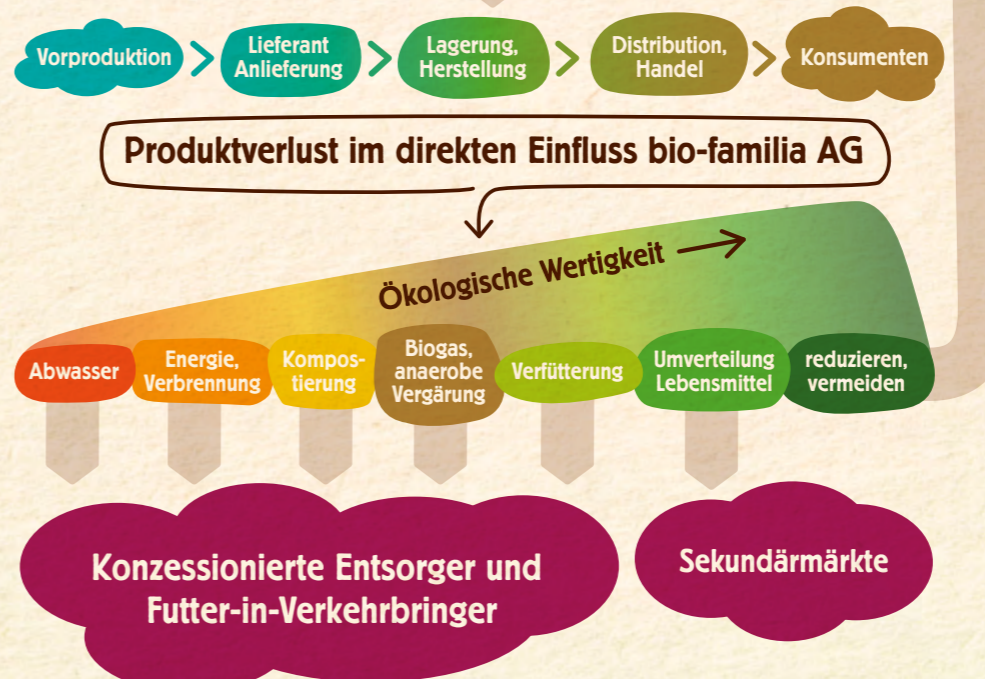 Vorproduktion
Lieferant
Anlieferung
Lagerung,
Herstellung
Distribution,
Handel
Konsumenten
Produktverlust im direkten Einfluss bio-familia AG
Ökologische Wertigkeit
Abwasser
Energie,
Verbrennung
Kompos-
tierung
Biogas,
anaerobe
Vergärung
Verfütterung
Umverteilung
Lebensmittel
reduzieren,
vermeiden
Konzessionierte Entsorger und
Futter-in-Verkehrbringer
Sekundärmärkte